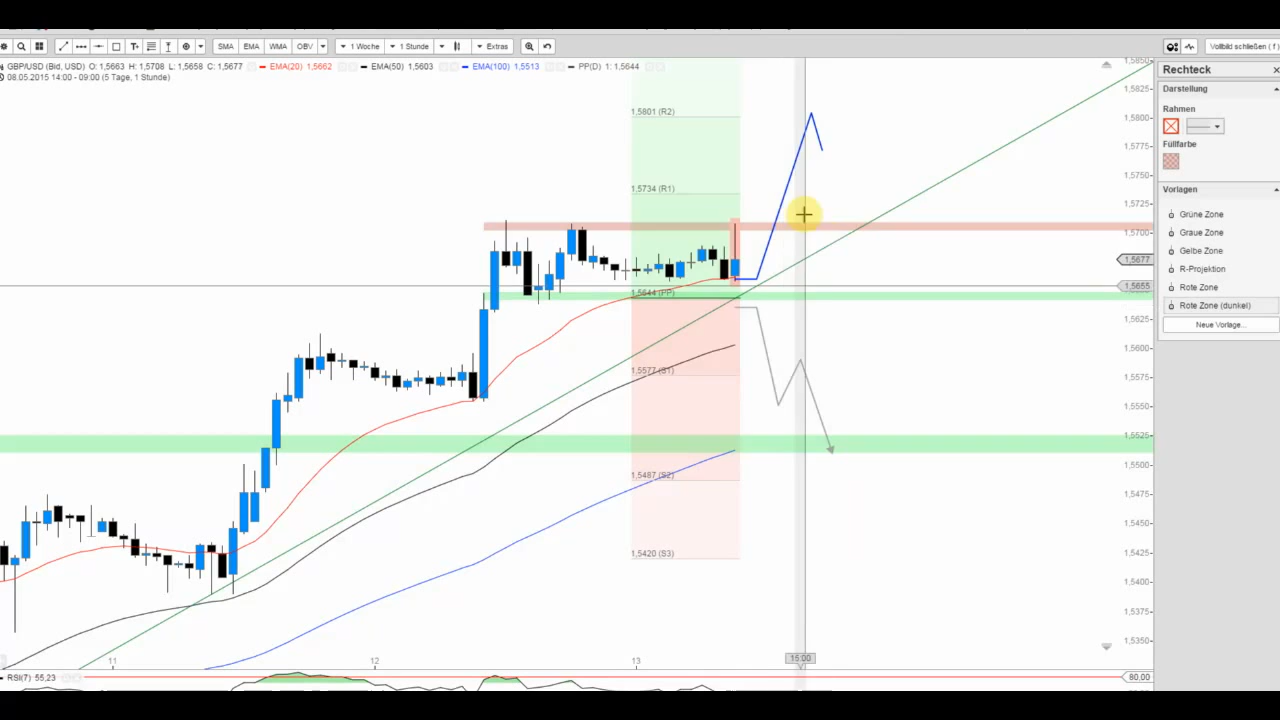 SMA EMA WMA OBV 1 Woche 1 Stunde Extras Vollbild schließen ( f )
GBP/USD (Bid, USD) O: 1,5663 H: 1,5708 L: 1,5658 C: 1,5677 EMA(20) 1,5662 EMA(50) 1,5603 EMA(100) 1,5513 PP(D) 1: 1,5644
08.05.2015 14:00 - 09:00 (5 Tage, 1 Stunde)
1,5801 (R2)
1,5734 (R1)
1,5644 (PP)
1,5577 (S1)
1,5487 (S2)
1,5420 (S3)
1,5850
1,5825
1,5800
1,5775
1,5750
1,5725
1,5700
1,5677
1,5655
1,5625
1,5600
1,5575
1,5550
1,5525
1,5500
1,5475
1,5450
1,5425
1,5400
1,5375
1,5350
11 12 13 15:00
RSI(7) 55,23
80,00
Rechteck
Darstellung
Rahmen
Füllfarbe
Vorlagen
Grüne Zone
Graue Zone
Gelbe Zone
R-Projektion
Rote Zone
Rote Zone (dunkel)
Neue Vorlage...